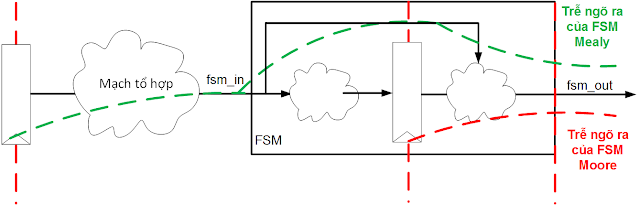 Trễ ngõ ra
của FSM
Mealy
Mạch tổ hợp
fsm_in
fsm_out
FSM
Trễ ngõ ra
của FSM
Moore